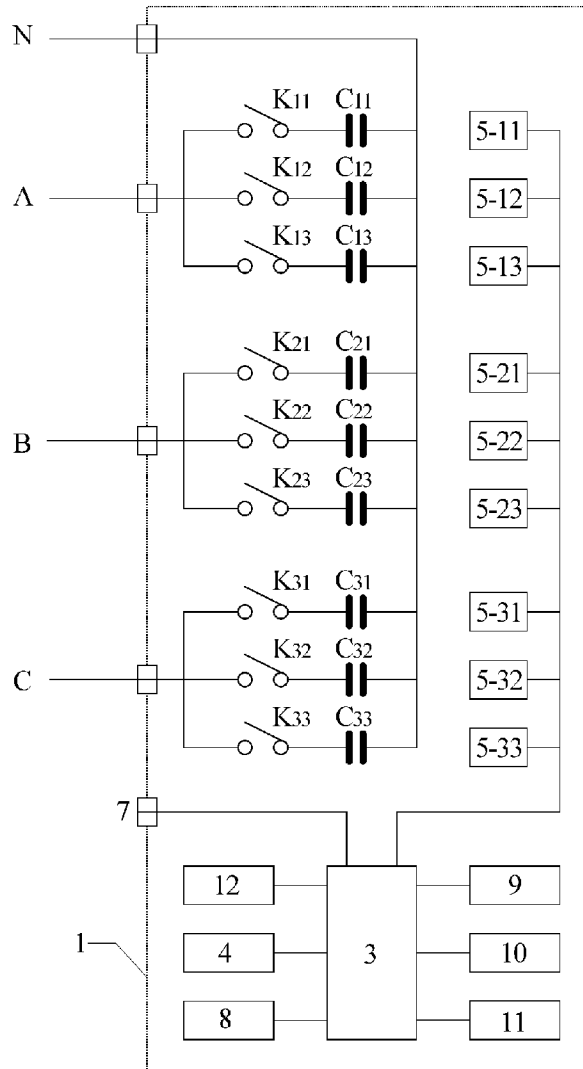 N
K11 C11 5-11
A K12 C12 5-12
K13 C13 5-13
K21 C21 5-21
B K22 C22 5-22
K23 C23 5-23
K31 C31 5-31
C K32 C32 5-32
K33 C33 5-33
7
12 9
1 4 3 10
8 11